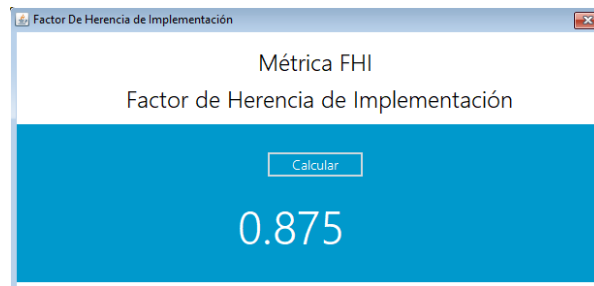 Factor De Herencia de Implementación
Métrica FHI
Factor de Herencia de Implementación
Calcular
0.875